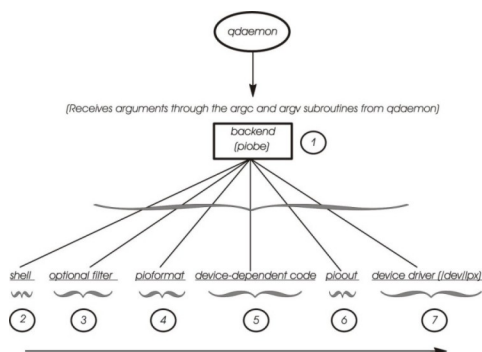 qdaemon
(Receives arguments through the argc and argv subroutines from qdaemon)
backend
(piobe)
1
shell optional filter pioformat device-dependent code pioout device driver (/dev/lpx)
2 3 4 5 6 7